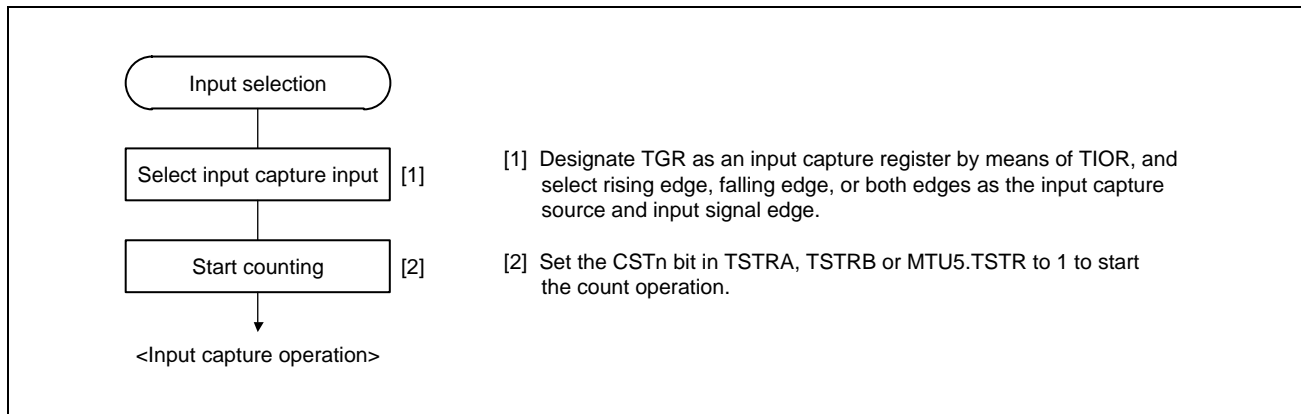 Input selection
Select input capture input [1]
[1] Designate TGR as an input capture register by means of TIOR, and
select rising edge, falling edge, or both edges as the input capture
source and input signal edge.
Start counting [2]
[2] Set the CSTn bit in TSTRA, TSTRB or MTU5.TSTR to 1 to start
the count operation.
<Input capture operation>